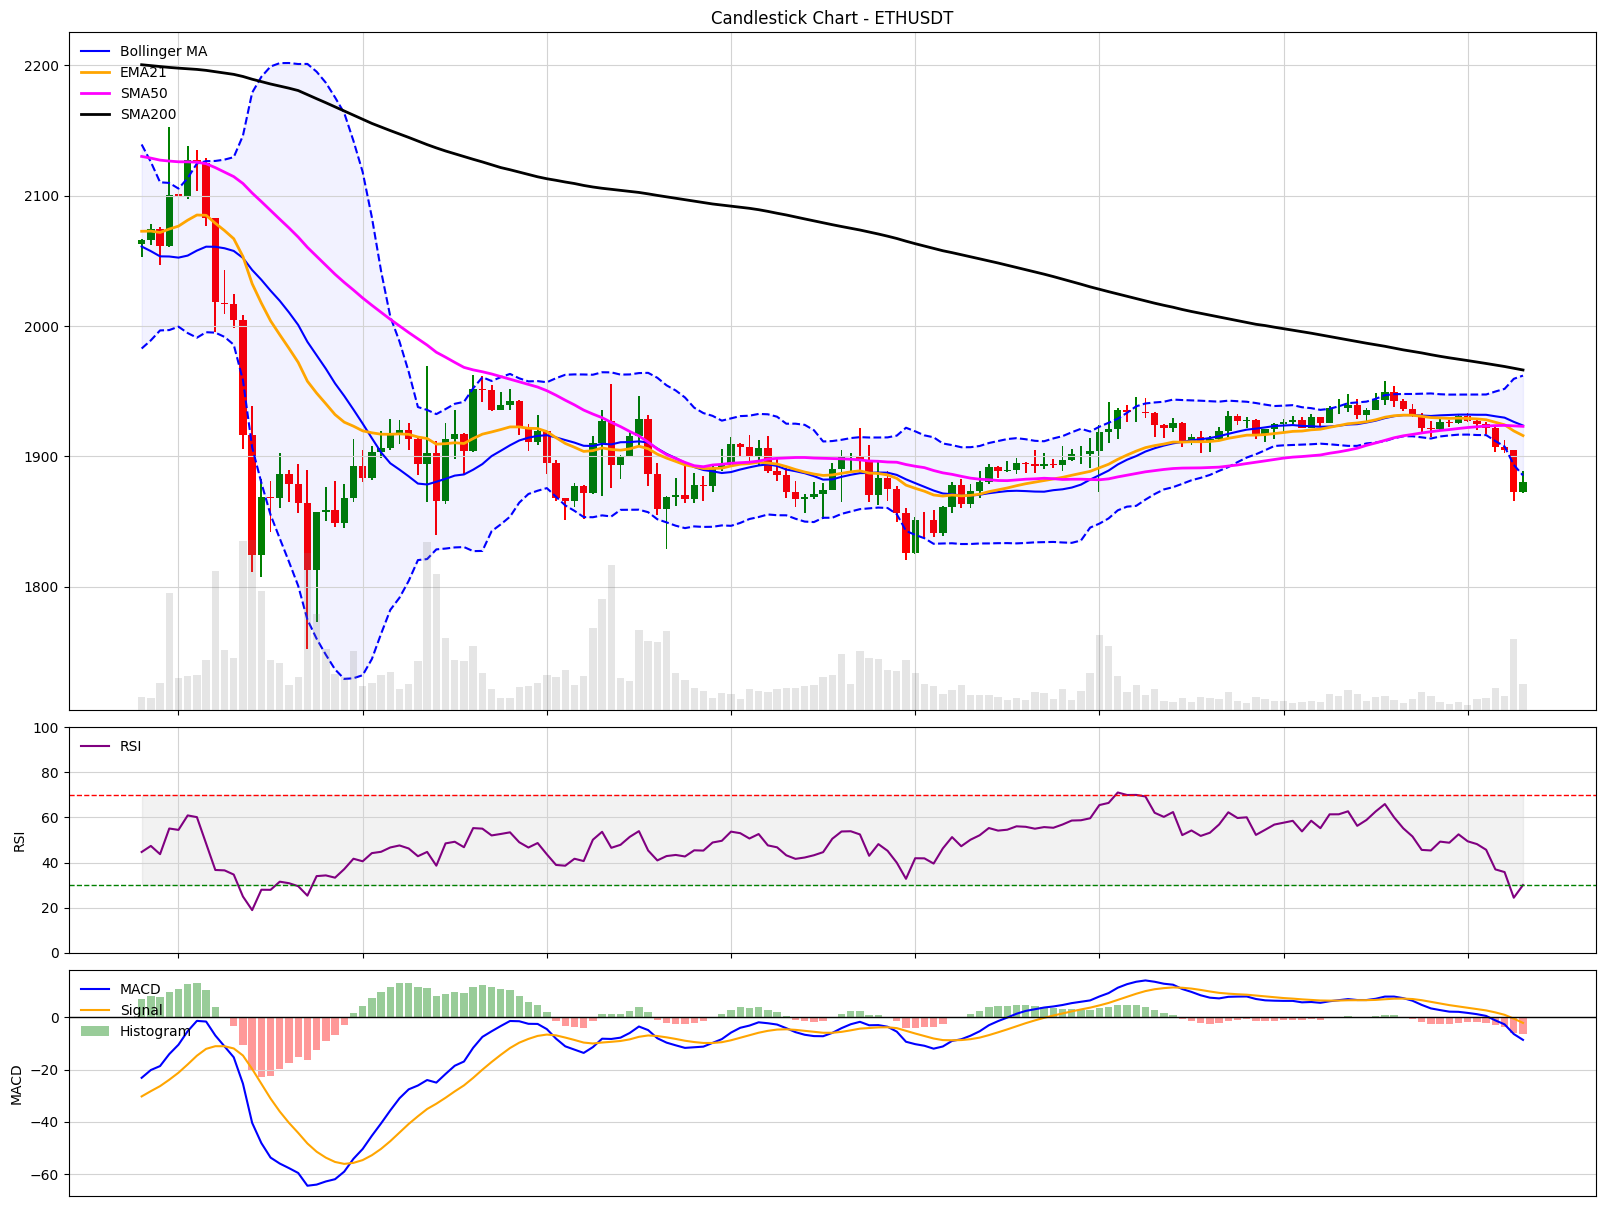 Candlestick Chart - ETHUSDT
Bollinger MA
EMA21
SMA50
SMA200
2200
2100
2000
1900
1800
RSI
100
80
60
40
20
0
RSI
MACD
Signal
Histogram
0
−20
−40
−60
MACD